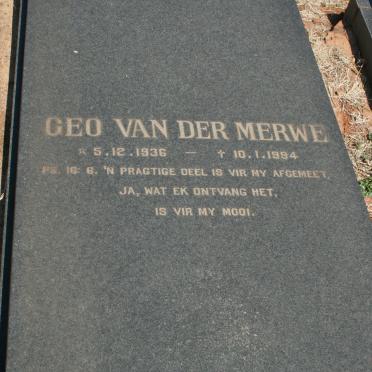 GEO VAN DER MERWE
* 5.12.1936 — † 10.1.1994
PS. 16: 6. 'N PRAGTIGE DEEL IS VIR MY AFGEMEET,
JA, WAT EK ONTVANG HET,
IS VIR MY MOOI.